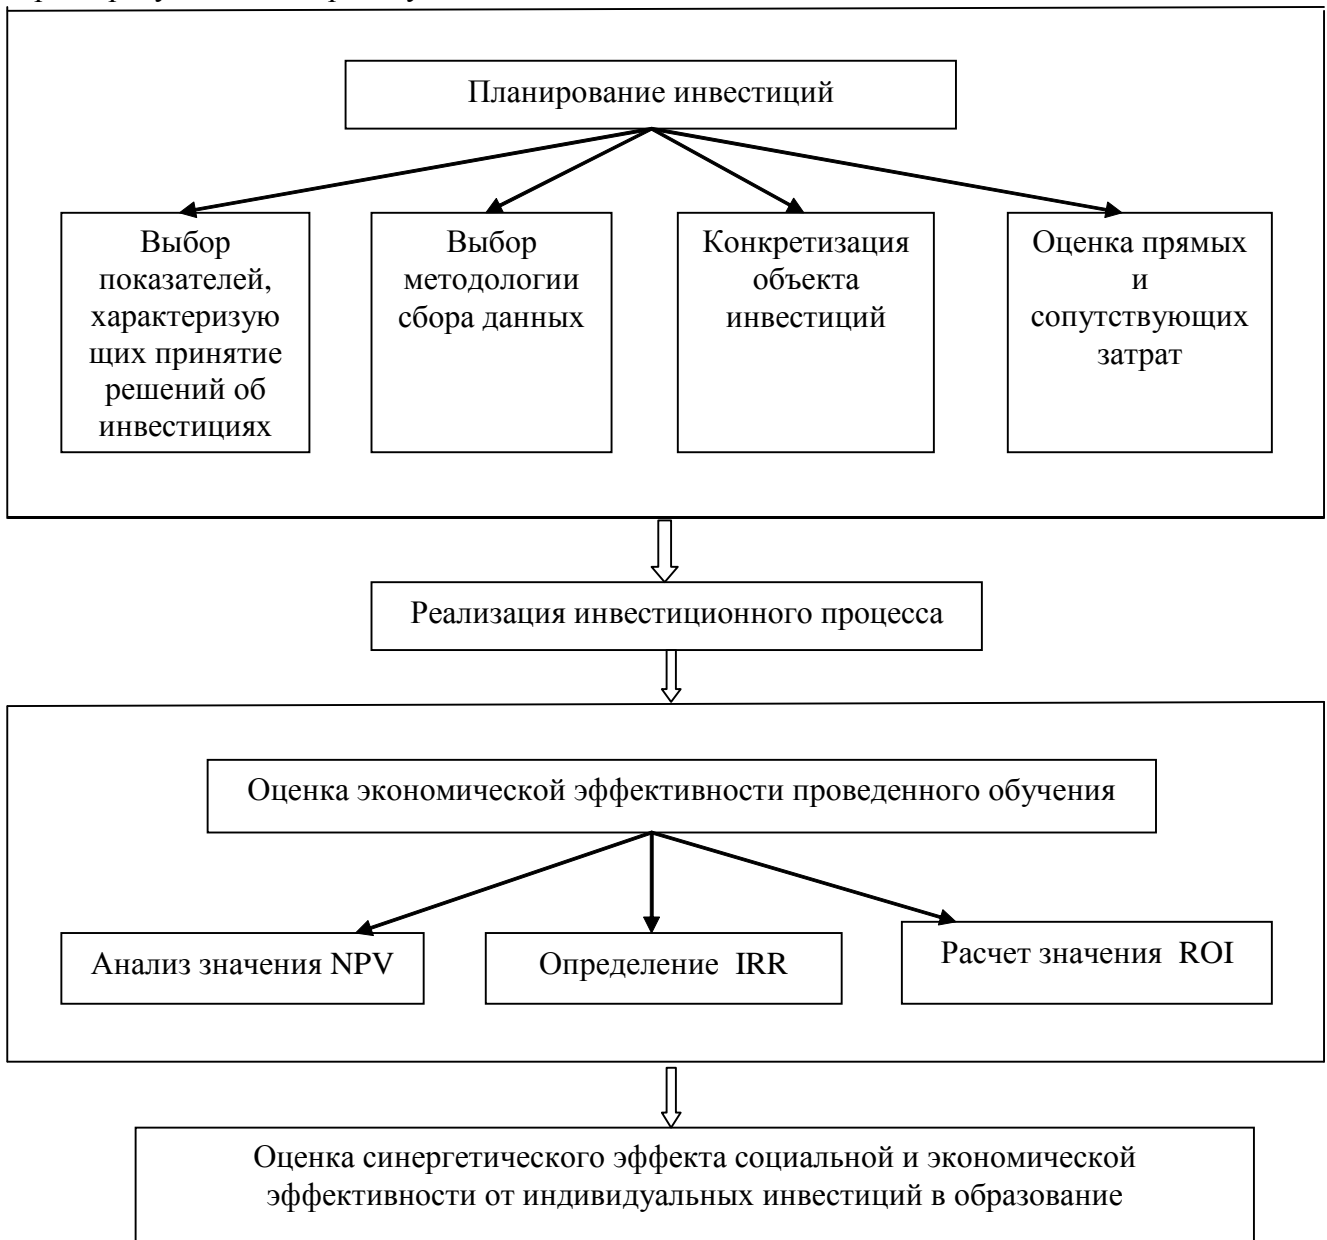 Планирование инвестиций
Выбор
показателей,
характеризую
щих принятие
решений об
инвестициях
Выбор
методологии
сбора данных
Конкретизация
объекта
инвестиций
Оценка прямых
и
сопутствующих
затрат
Реализация инвестиционного процесса
Оценка экономической эффективности проведенного обучения
Анализ значения NPV
Определение IRR
Расчет значения ROI
Оценка синергетического эффекта социальной и экономической
эффективности от индивидуальных инвестиций в образование